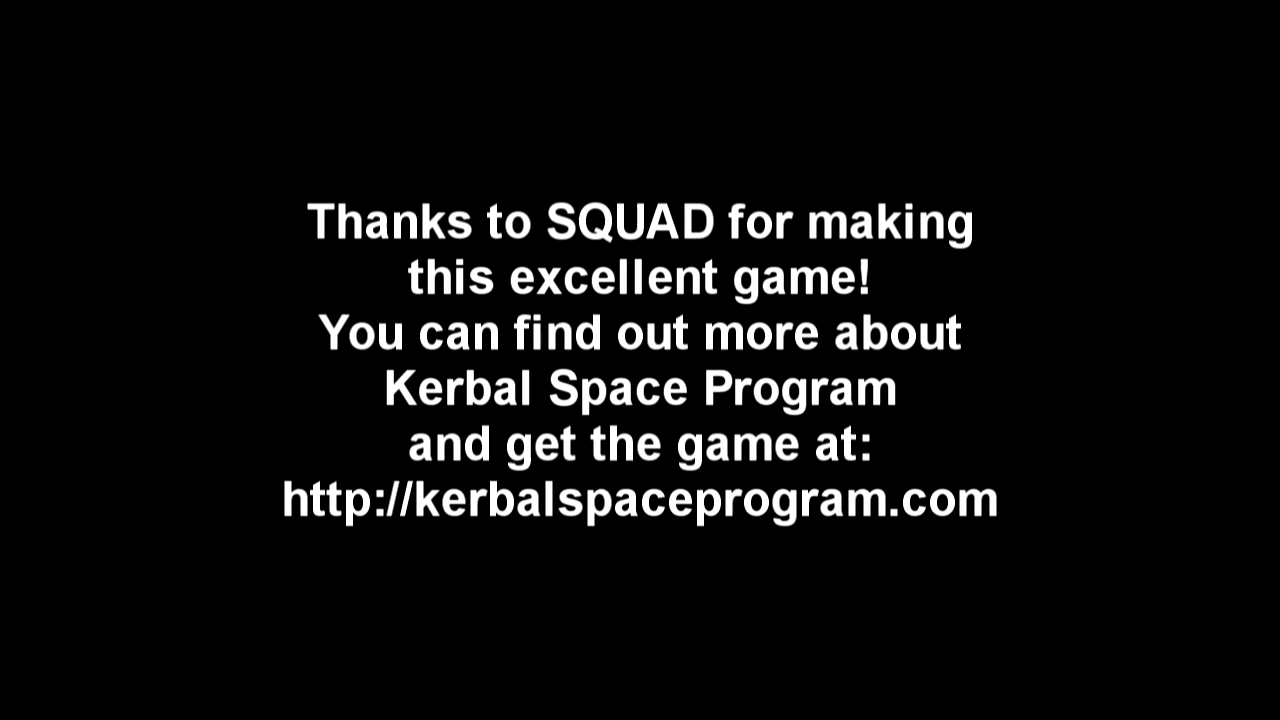 Thanks to SQUAD for making
this excellent game!
You can find out more about
Kerbal Space Program
and get the game at:
http://kerbalspaceprogram.com